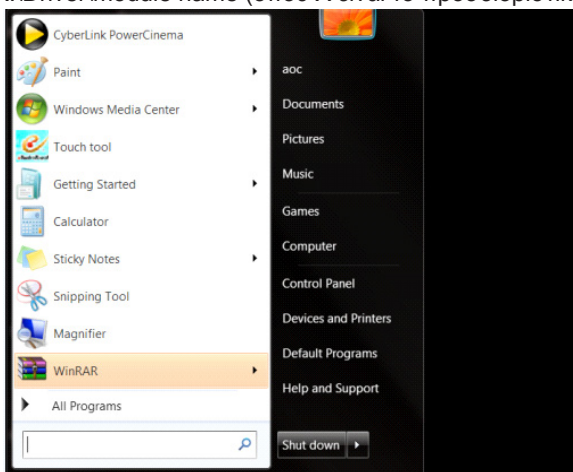 CyberLink PowerCinema
Paint
Windows Media Center
Touch tool
Getting Started
Calculator
Sticky Notes
Snipping Tool
Magnifier
WinRAR
All Programs
aoc
Documents
Pictures
Music
Games
Computer
Control Panel
Devices and Printers
Default Programs
Help and Support
Shut down